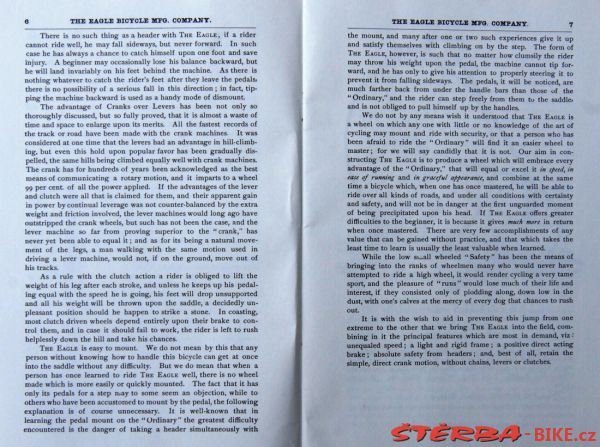 6 THE EAGLE BICYCLE MFG. COMPANY.
There is no such thing as a header with THE EAGLE, if a rider
cannot ride well, he may fall sideways, but never forward. In such
case he has always a chance to catch himself upon one foot and save
injury. A beginner may occasionally lose his balance backward, but
he will land invariably on his feet behind the machine. As there is
nothing whatever to catch the rider's feet after they leave the pedals,
there is no possibility of a serious fall in this direction; in fact, tip-
ping the machine backward is used as a handy mode of dismount.
The advantage of Cranks over Levers has been not only so
thoroughly discussed, but so fully proved, that it is almost a waste of
time and space to enlarge upon its merits. All the fastest records of
the track or road have been made with the crank machines. It was
considered at one time that the levers had an advantage in hill-climb-
ing, but even this hold upon popular favor has been gradually dis-
pelled, the same hills being climbed equally well with crank machines.
The crank has for hundreds of years been acknowledged as the best
means of communicating a rotary motion, and it imparts to a wheel
99 per cent. of all the power applied. If the advantages of the lever
and clutch were all that is claimed for them, and their apparent gain
in power by continual leverage was not counter-balanced by the extra
weight and friction involved, the lever machines would long ago have
outstripped the crank wheels, but such has not been the case, and the
lever machine so far from proving superior to the "crank," has
never yet been able to equal it; and as for its being a natural move-
ment of the legs, a man walking with the same motion used in
driving a lever machine, would not, if on the ground, move out of
his tracks.
As a rule with the clutch action a rider is obliged to lift the
weight of his leg after each stroke, and unless he keeps up his pedal-
ing equal with the speed he is going, his feet will drop unsupported
and all his weight will be thrown upon the saddle, a decidedly un-
pleasant position should he happen to strike a stone. In coasting,
most clutch driven wheels depend entirely upon their brake to con-
trol them, and in case it should fail to work, the rider is left to rush
helplessly down the hill and take his chances.
THE EAGLE is easy to mount. We do not mean by this that any
person without knowing how to handle this bicycle can get at once
into the saddle without any difficulty. But we do mean that when a
person has once learned to ride THE EAGLE well, there is no wheel
made which is more easily or quickly mounted. The fact that it has
only its pedals for a step may to some seem an objection, while to
others who have been accustomed to mount by the pedal, the following
explanation is of course unnecessary. It is well-known that in
learning the pedal mount on the "Ordinary" the greatest difficulty
encountered is the danger of taking a header simultaneously with
THE EAGLE BICYCLE MFG. COMPANY. 7
the mount, and many after one or two such experiences give it up
and satisfy themselves with climbing on by the step. The form of
THE EAGLE, however, is such that no matter how clumsily the rider
may throw his weight upon the pedal, the machine cannot tip for-
ward, and he has only to give his attention to properly steering it to
prevent it from falling sideways. The pedals, it will be noticed, are
much farther back from under the handle bars than those of the
"Ordinary," and the rider can step freely from them to the saddle
and is not obliged to pull himself up by the handles.
We do not by any means wish it understood that THE EAGLE is
a wheel on which any one with little or no knowledge of the art of
cycling may mount and ride with security, or that a person who has
been afraid to ride the "Ordinary" will find it an easier wheel to
master; for we will say candidly that it is not. Our aim in con-
structing THE EAGLE is to produce a wheel which will embrace every
advantage of the "Ordinary," that will equal or excel it in speed, in
ease of running and in graceful appearance, and combine at the same
time a bicycle which, when one has once mastered, he will be able to
ride over all kinds of roads, and under all conditions with certainty
and safety, and will not be in danger at the first unguarded moment
of being precipitated upon his head. If THE EAGLE offers greater
difficulties to the beginner, it is because it gives much more in return
when once mastered. There are very few accomplishments of any
value that can be gained without practice, and that which takes the
least time to learn is usually the least valuable when learned.
While the low small wheeled "Safety" has been the means of
bringing into the ranks of wheelmen many who would never have
attempted to ride a high wheel, it would render cycling a very tame
sport, and the pleasure of "runs" would lose much of their life and
interest, if they consisted only of plodding along, down low in the
dust, with one's calves at the mercy of every dog that chances to rush
out.
It is with the wish to aid in preventing this jump from one
extreme to the other that we bring THE EAGLE into the field, com-
bining in it the principal features which are most in demand, viz:
unequaled speed; a light and rigid frame; a positive direct acting
brake; absolute safety from headers; and, best of all, retain the
simple, direct crank motion, without chains, levers or clutches.
ŠTĚRBA-BIKE.cz